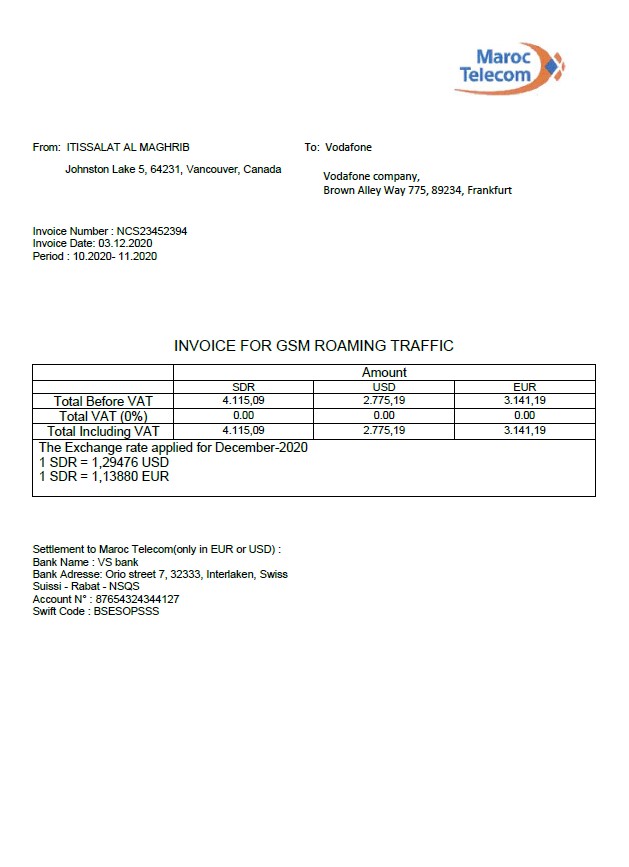 Maroc
Telecom
From: ITISSALAT AL MAGHRIB
To: Vodafone
Johnston Lake 5, 64231, Vancouver, Canada
Vodafone company,
Brown Alley Way 775, 89234, Frankfurt
Invoice Number : NCS23452394
Invoice Date: 03.12.2020
Period : 10.2020- 11.2020
INVOICE FOR GSM ROAMING TRAFFIC
Amount
SDR USD EUR
Total Before VAT 4.115,09 2.775,19 3.141,19
Total VAT (0%) 0.00 0.00 0.00
Total Including VAT 4.115,09 2.775,19 3.141,19
The Exchange rate applied for December-2020
1 SDR = 1,29476 USD
1 SDR = 1,13880 EUR
Settlement to Maroc Telecom(only in EUR or USD) :
Bank Name : VS bank
Bank Adresse: Orio street 7, 32333, Interlaken, Swiss
Suissi - Rabat - NSQS
Account N° : 87654324344127
Swift Code : BSESOPSSS